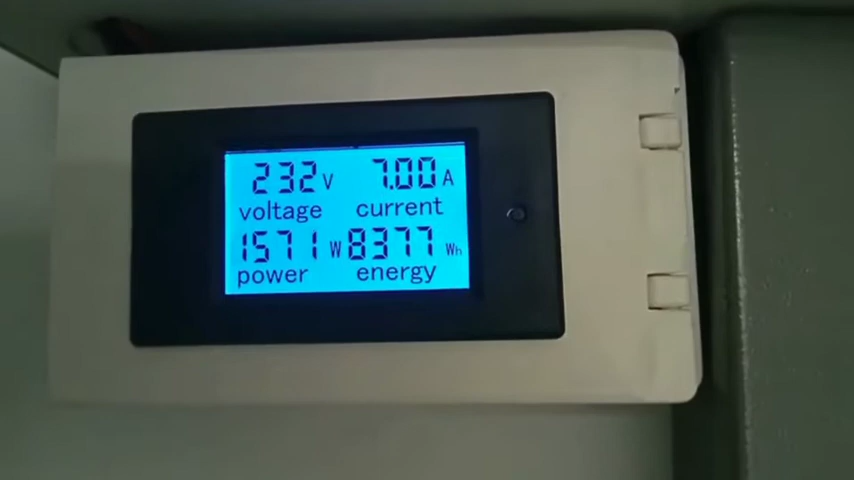 232V 7.00A
voltage current
1571W 8377Wh
power energy